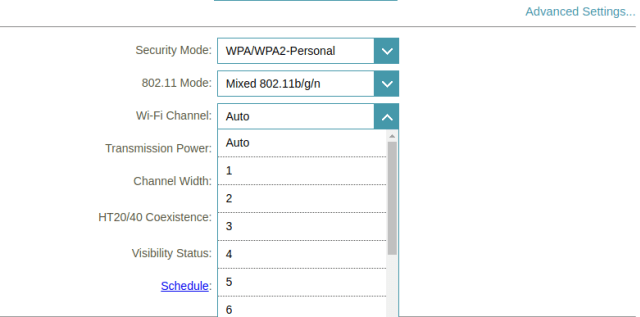 Advanced Settings...
Security Mode: WPA/WPA2-Personal
802.11 Mode: Mixed 802.11b/g/n
Wi-Fi Channel: Auto
Auto
Transmission Power:
1
Channel Width:
2
HT20/40 Coexistence:
3
Visibility Status:
4
Schedule:
5
6